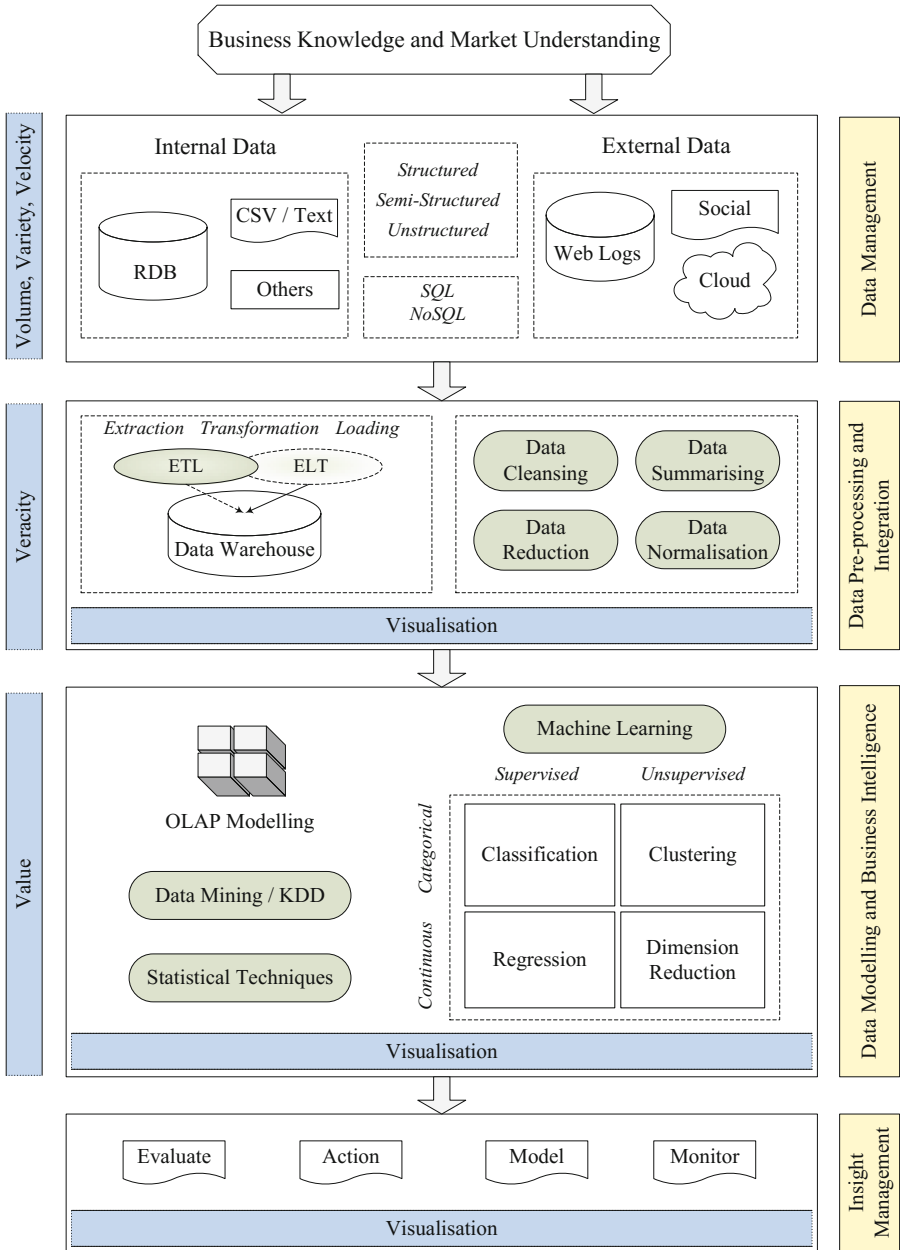 Business Knowledge and Market Understanding
Volume, Variety, Velocity
Internal Data
RDB
CSV / Text
Others
Structured
Semi-Structured
Unstructured
SQL
NoSQL
External Data
Web Logs
Social
Cloud
Data Management
Veracity
Extraction Transformation Loading
ETL
ELT
Data Warehouse
Data
Cleansing
Data
Summarising
Data
Reduction
Data
Normalisation
Visualisation
Data Pre-processing and
Integration
Value
OLAP Modelling
Data Mining / KDD
Statistical Techniques
Machine Learning
Supervised
Unsupervised
Categorical
Classification
Clustering
Continuous
Regression
Dimension
Reduction
Visualisation
Data Modelling and Business Intelligence
Evaluate
Action
Model
Monitor
Visualisation
Insight
Management